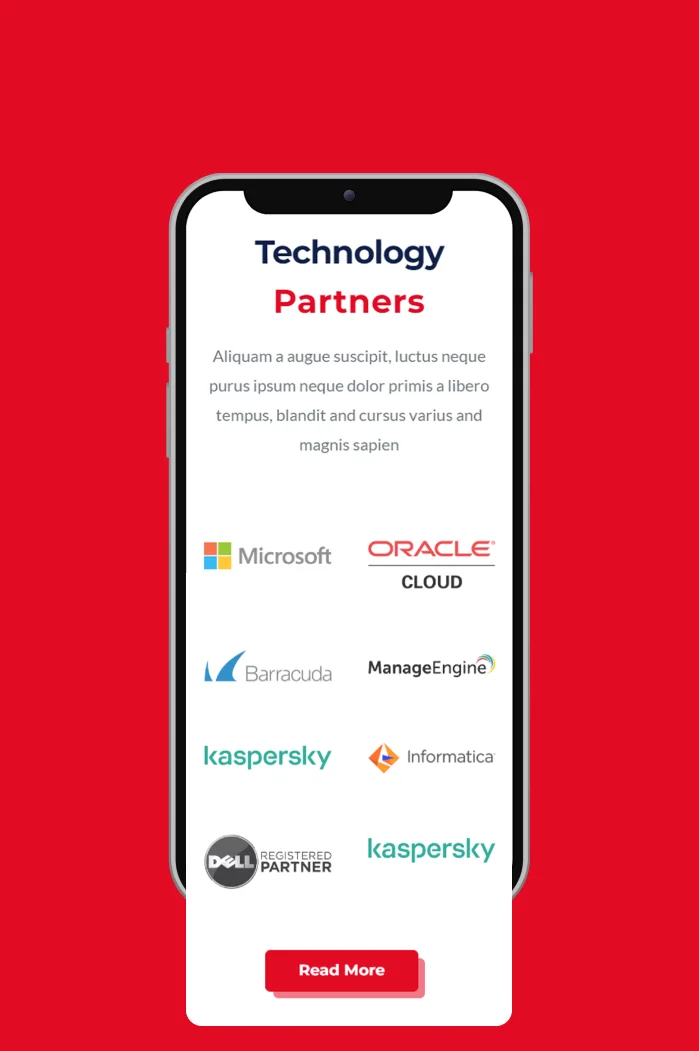 Technology
Partners
Aliquam a augue suscipit, luctus neque
purus ipsum neque dolor primis a libero
tempus, blandit and cursus varius and
magnis sapien
Microsoft
ORACLE®
CLOUD
Barracuda
ManageEngine
kaspersky
Informatica
DELL
REGISTERED
PARTNER
kaspersky
Read More